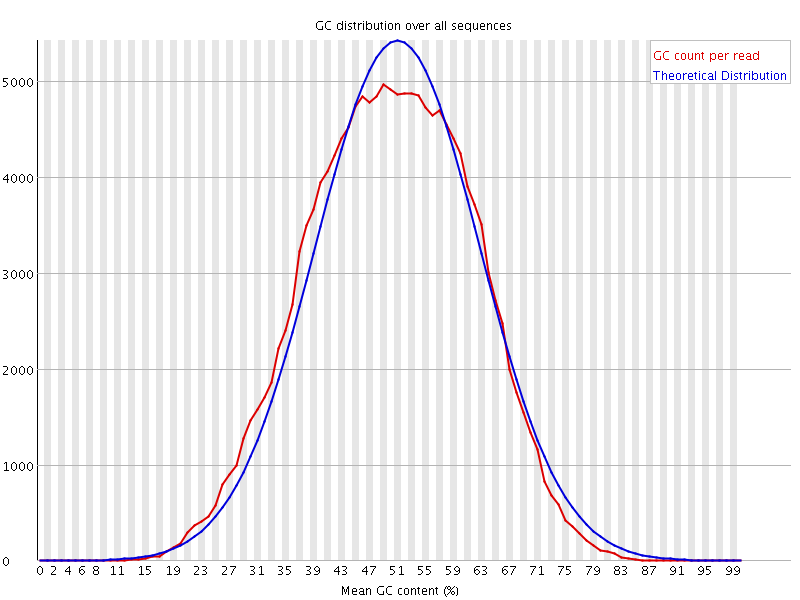 GC distribution over all sequences
GC count per read
Theoretical Distribution
5000
4000
3000
2000
1000
0
0 2 4 6 8 11 15 19 23 27 31 35 39 43 47 51 55 59 63 67 71 75 79 83 87 91 95 99
Mean GC content (%)